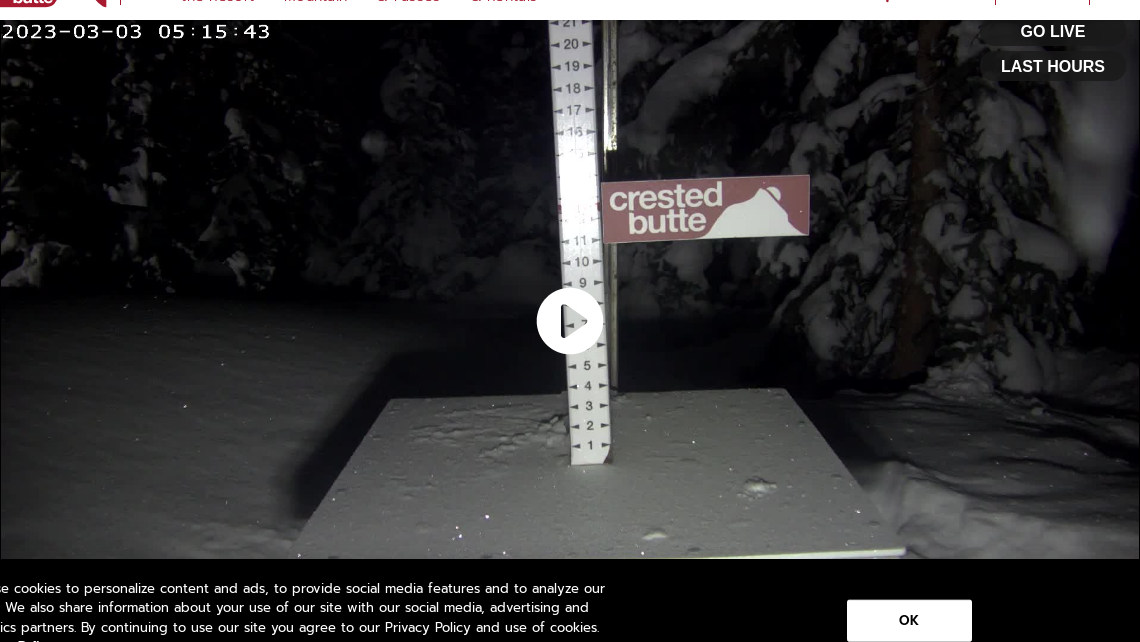 2023-03-03 05:15:43
GO LIVE
LAST HOURS
21
20
19
18
17
16
crested
butte
11
10
9
5
4
3
2
1
cookies to personalize content and ads, to provide social media features and to analyze our
We also share information about your use of our site with our social media, advertising and
partners. By continuing to use our site you agree to our Privacy Policy and use of cookies.
OK